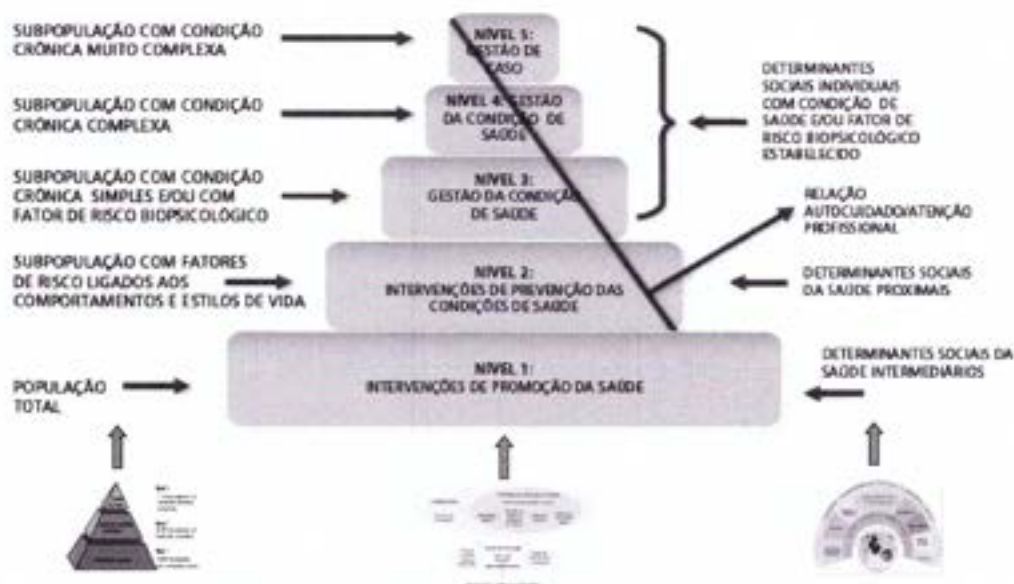 SUBPOPULAÇÃO COM CONDIÇÃO
CRÔNICA MUITO COMPLEXA
SUBPOPULAÇÃO COM CONDIÇÃO
CRÔNICA COMPLEXA
SUBPOPULAÇÃO COM CONDIÇÃO
CRÔNICA SIMPLES E/OU COM
FATOR DE RISCO BIOPSICOLÓGICO
SUBPOPULAÇÃO COM FATORES
DE RISCO LIGADOS AOS
COMPORTAMENTOS E ESTILOS DE VIDA
POPULAÇÃO
TOTAL
NÍVEL 5:
GESTÃO DE
CASO
NÍVEL 4: GESTÃO
DA CONDIÇÃO DE
SAÚDE
NÍVEL 3:
GESTÃO DA CONDIÇÃO
DE SAÚDE
NÍVEL 2:
INTERVENÇÕES DE PREVENÇÃO DAS
CONDIÇÕES DE SAÚDE
NÍVEL 1:
INTERVENÇÕES DE PROMOÇÃO DA SAÚDE
DETERMINANTES
SOCIAIS INDIVIDUAIS
COM CONDIÇÃO DE
SAÚDE E/OU FATOR DE
RISCO BIOPSICOLÓGICO
ESTABELECIDO
RELAÇÃO
AUTOCUIDADO/ATENÇÃO
PROFISSIONAL
DETERMINANTES SOCIAIS
DA SAÚDE PROXIMAIS
DETERMINANTES SOCIAIS DA
SAÚDE INTERMEDIÁRIOS